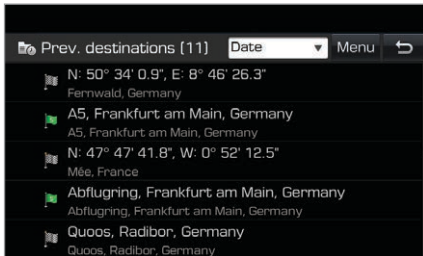 Prev. destinations (11) Date Menu
N: 50° 34' 0.9", E: 8° 46' 26.3"
Fernwald, Germany
A5, Frankfurt am Main, Germany
A5, Frankfurt am Main, Germany
N: 47° 47' 41.8", W: 0° 52' 12.5"
Mée, France
Abflugring, Frankfurt am Main, Germany
Abflugring, Frankfurt am Main, Germany
Quoos, Radibor, Germany
Quoos, Radibor, Germany